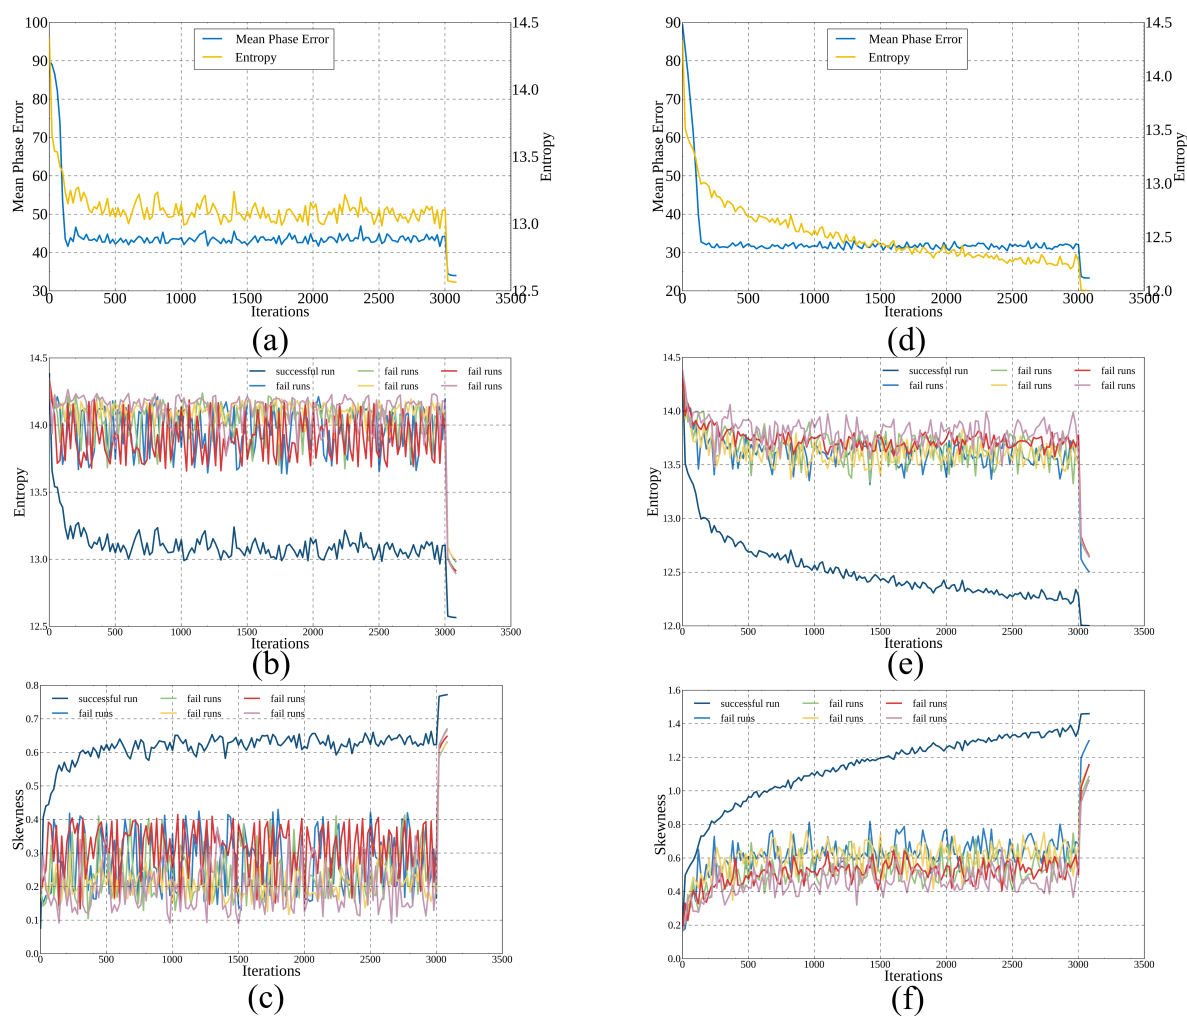 100
90
80
70
60
50
40
30
14.5
14.0
13.5
13.0
12.5
0
500
1000
1500
2000
2500
3000
3500
Mean Phase Error
Entropy
Mean Phase Error
Entropy
Iterations
(a)
90
80
70
60
50
40
30
20
14.5
14.0
13.5
13.0
12.5
12.0
0
500
1000
1500
2000
2500
3000
3500
Mean Phase Error
Entropy
Mean Phase Error
Entropy
Iterations
(d)
14.5
14.0
13.5
13.0
12.5
0
500
1000
1500
2000
2500
3000
3500
successful run
fail runs
fail runs
fail runs
fail runs
fail runs
Entropy
Iterations
(b)
14.5
14.0
13.5
13.0
12.5
12.0
0
500
1000
1500
2000
2500
3000
3500
successful run
fail runs
fail runs
fail runs
fail runs
fail runs
Entropy
Iterations
(e)
0.8
0.7
0.6
0.5
0.4
0.3
0.2
0.1
0.0
0
500
1000
1500
2000
2500
3000
3500
successful run
fail runs
fail runs
fail runs
fail runs
fail runs
Skewness
Iterations
(c)
1.6
1.4
1.2
1.0
0.8
0.6
0.4
0.2
0.0
0
500
1000
1500
2000
2500
3000
3500
successful run
fail runs
fail runs
fail runs
fail runs
fail runs
Skewness
Iterations
(f)